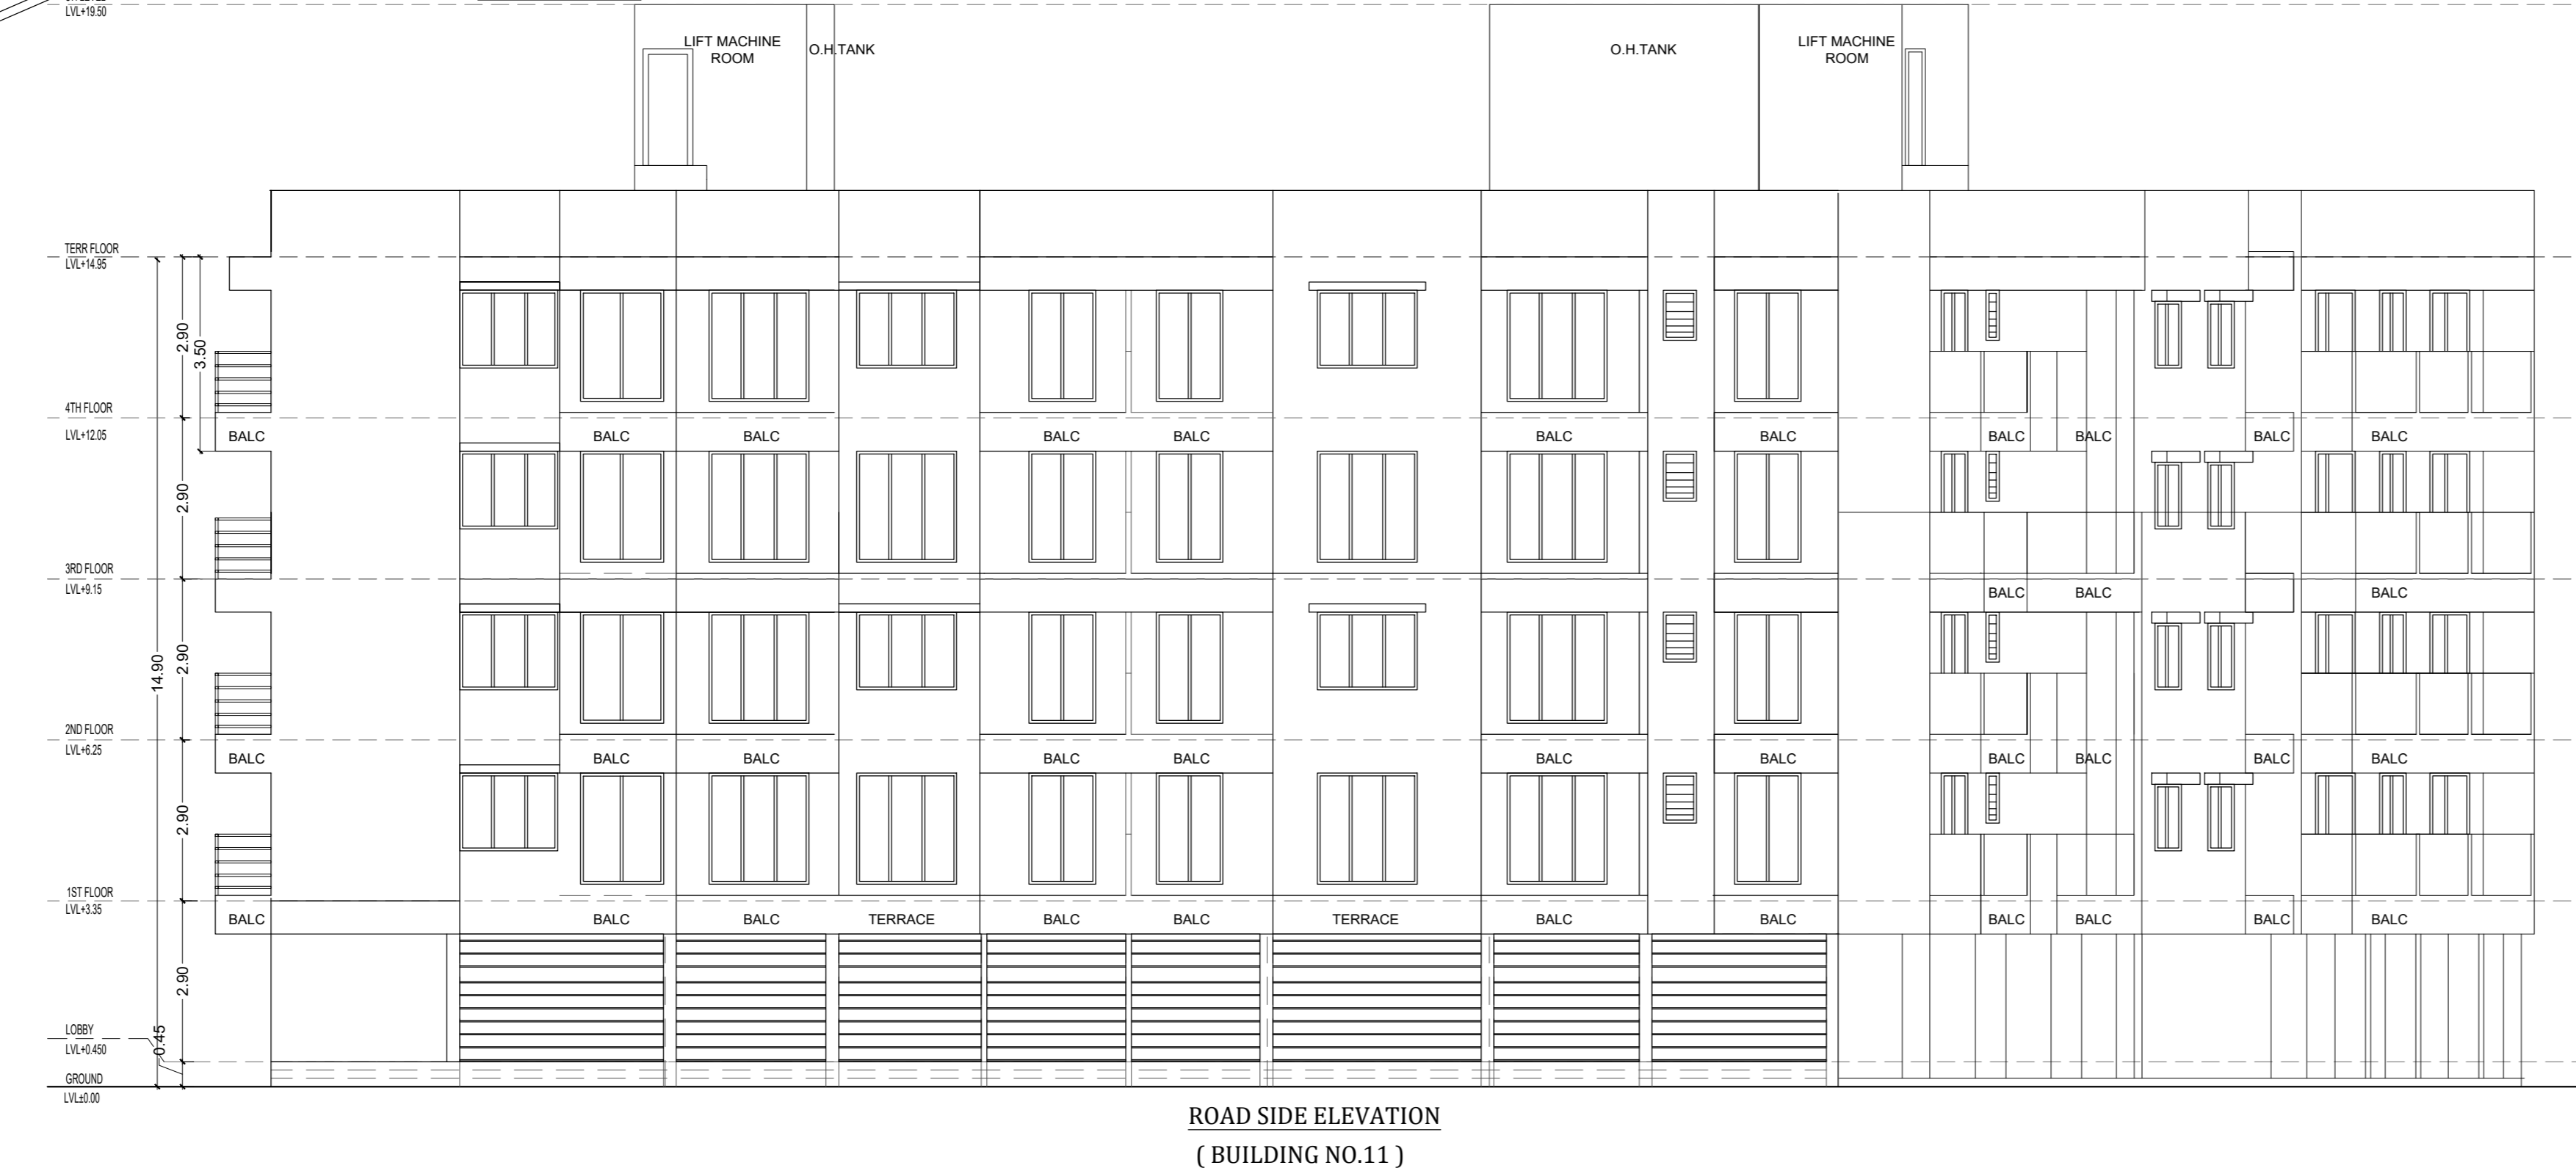 LVL+19.50
LIFT MACHINE
ROOM
O.H.TANK
O.H.TANK
LIFT MACHINE
ROOM
TERR FLOOR
LVL+14.95
2.90
3.50
4TH FLOOR
LVL+12.05
BALC
BALC
BALC
BALC
BALC
BALC
BALC
BALC
BALC
BALC
BALC
2.90
3RD FLOOR
LVL+9.15
BALC
BALC
BALC
14.90
2.90
2ND FLOOR
LVL+6.25
BALC
BALC
BALC
BALC
BALC
BALC
BALC
BALC
BALC
BALC
BALC
2.90
1ST FLOOR
LVL+3.35
BALC
BALC
BALC
TERRACE
BALC
BALC
TERRACE
BALC
BALC
BALC
BALC
BALC
BALC
2.90
LOBBY
LVL+0.450
0.45
GROUND
LVL±0.00
ROAD SIDE ELEVATION
( BUILDING NO.11 )